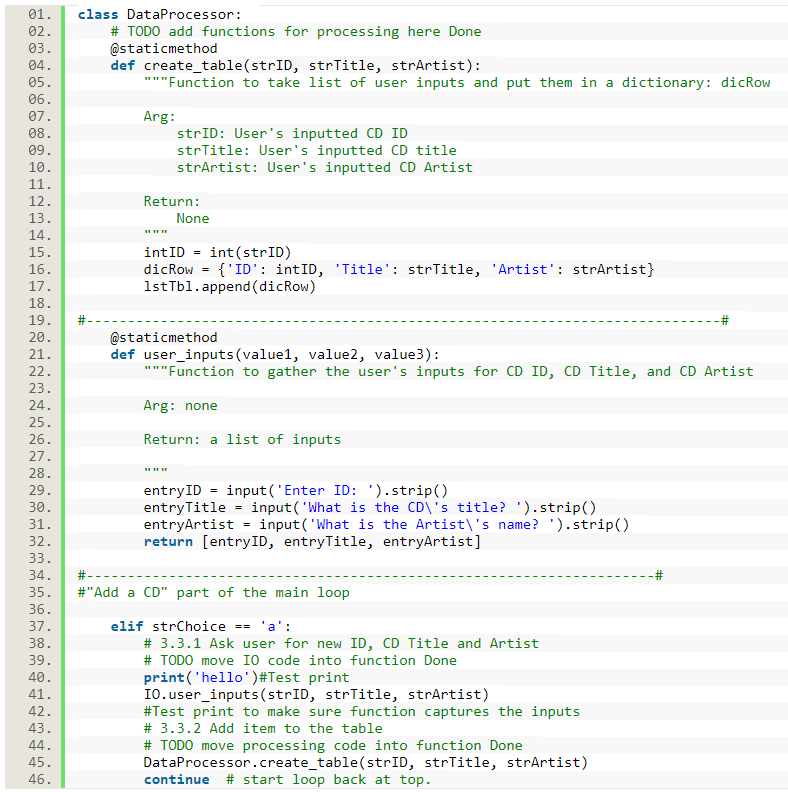 01. class DataProcessor:
02.     # TODO add functions for processing here Done
03.     @staticmethod
04.     def create_table(strID, strTitle, strArtist):
05.         """Function to take list of user inputs and put them in a dictionary: dicRow
06.
07.         Arg:
08.             strID: User's inputted CD ID
09.             strTitle: User's inputted CD title
10.             strArtist: User's inputted CD Artist
11.
12.         Return:
13.             None
14.         """
15.         intID = int(strID)
16.         dicRow = {'ID': intID, 'Title': strTitle, 'Artist': strArtist}
17.         lstTbl.append(dicRow)
18.
19. #-----------------------------------------------------------------------------#
20.     @staticmethod
21.     def user_inputs(value1, value2, value3):
22.         """Function to gather the user's inputs for CD ID, CD Title, and CD Artist
23.
24.         Arg: none
25.
26.         Return: a list of inputs
27.
28.         """
29.         entryID = input('Enter ID: ').strip()
30.         entryTitle = input('What is the CD\'s title? ').strip()
31.         entryArtist = input('What is the Artist\'s name? ').strip()
32.         return [entryID, entryTitle, entryArtist]
33.
34. #---------------------------------------------------------------------#
35. #"Add a CD" part of the main loop
36.
37.     elif strChoice == 'a':
38.         # 3.3.1 Ask user for new ID, CD Title and Artist
39.         # TODO move IO code into function Done
40.         print('hello')#Test print
41.         IO.user_inputs(strID, strTitle, strArtist)
42.         #Test print to make sure function captures the inputs
43.         # 3.3.2 Add item to the table
44.         # TODO move processing code into function Done
45.         DataProcessor.create_table(strID, strTitle, strArtist)
46.         continue  # start loop back at top.